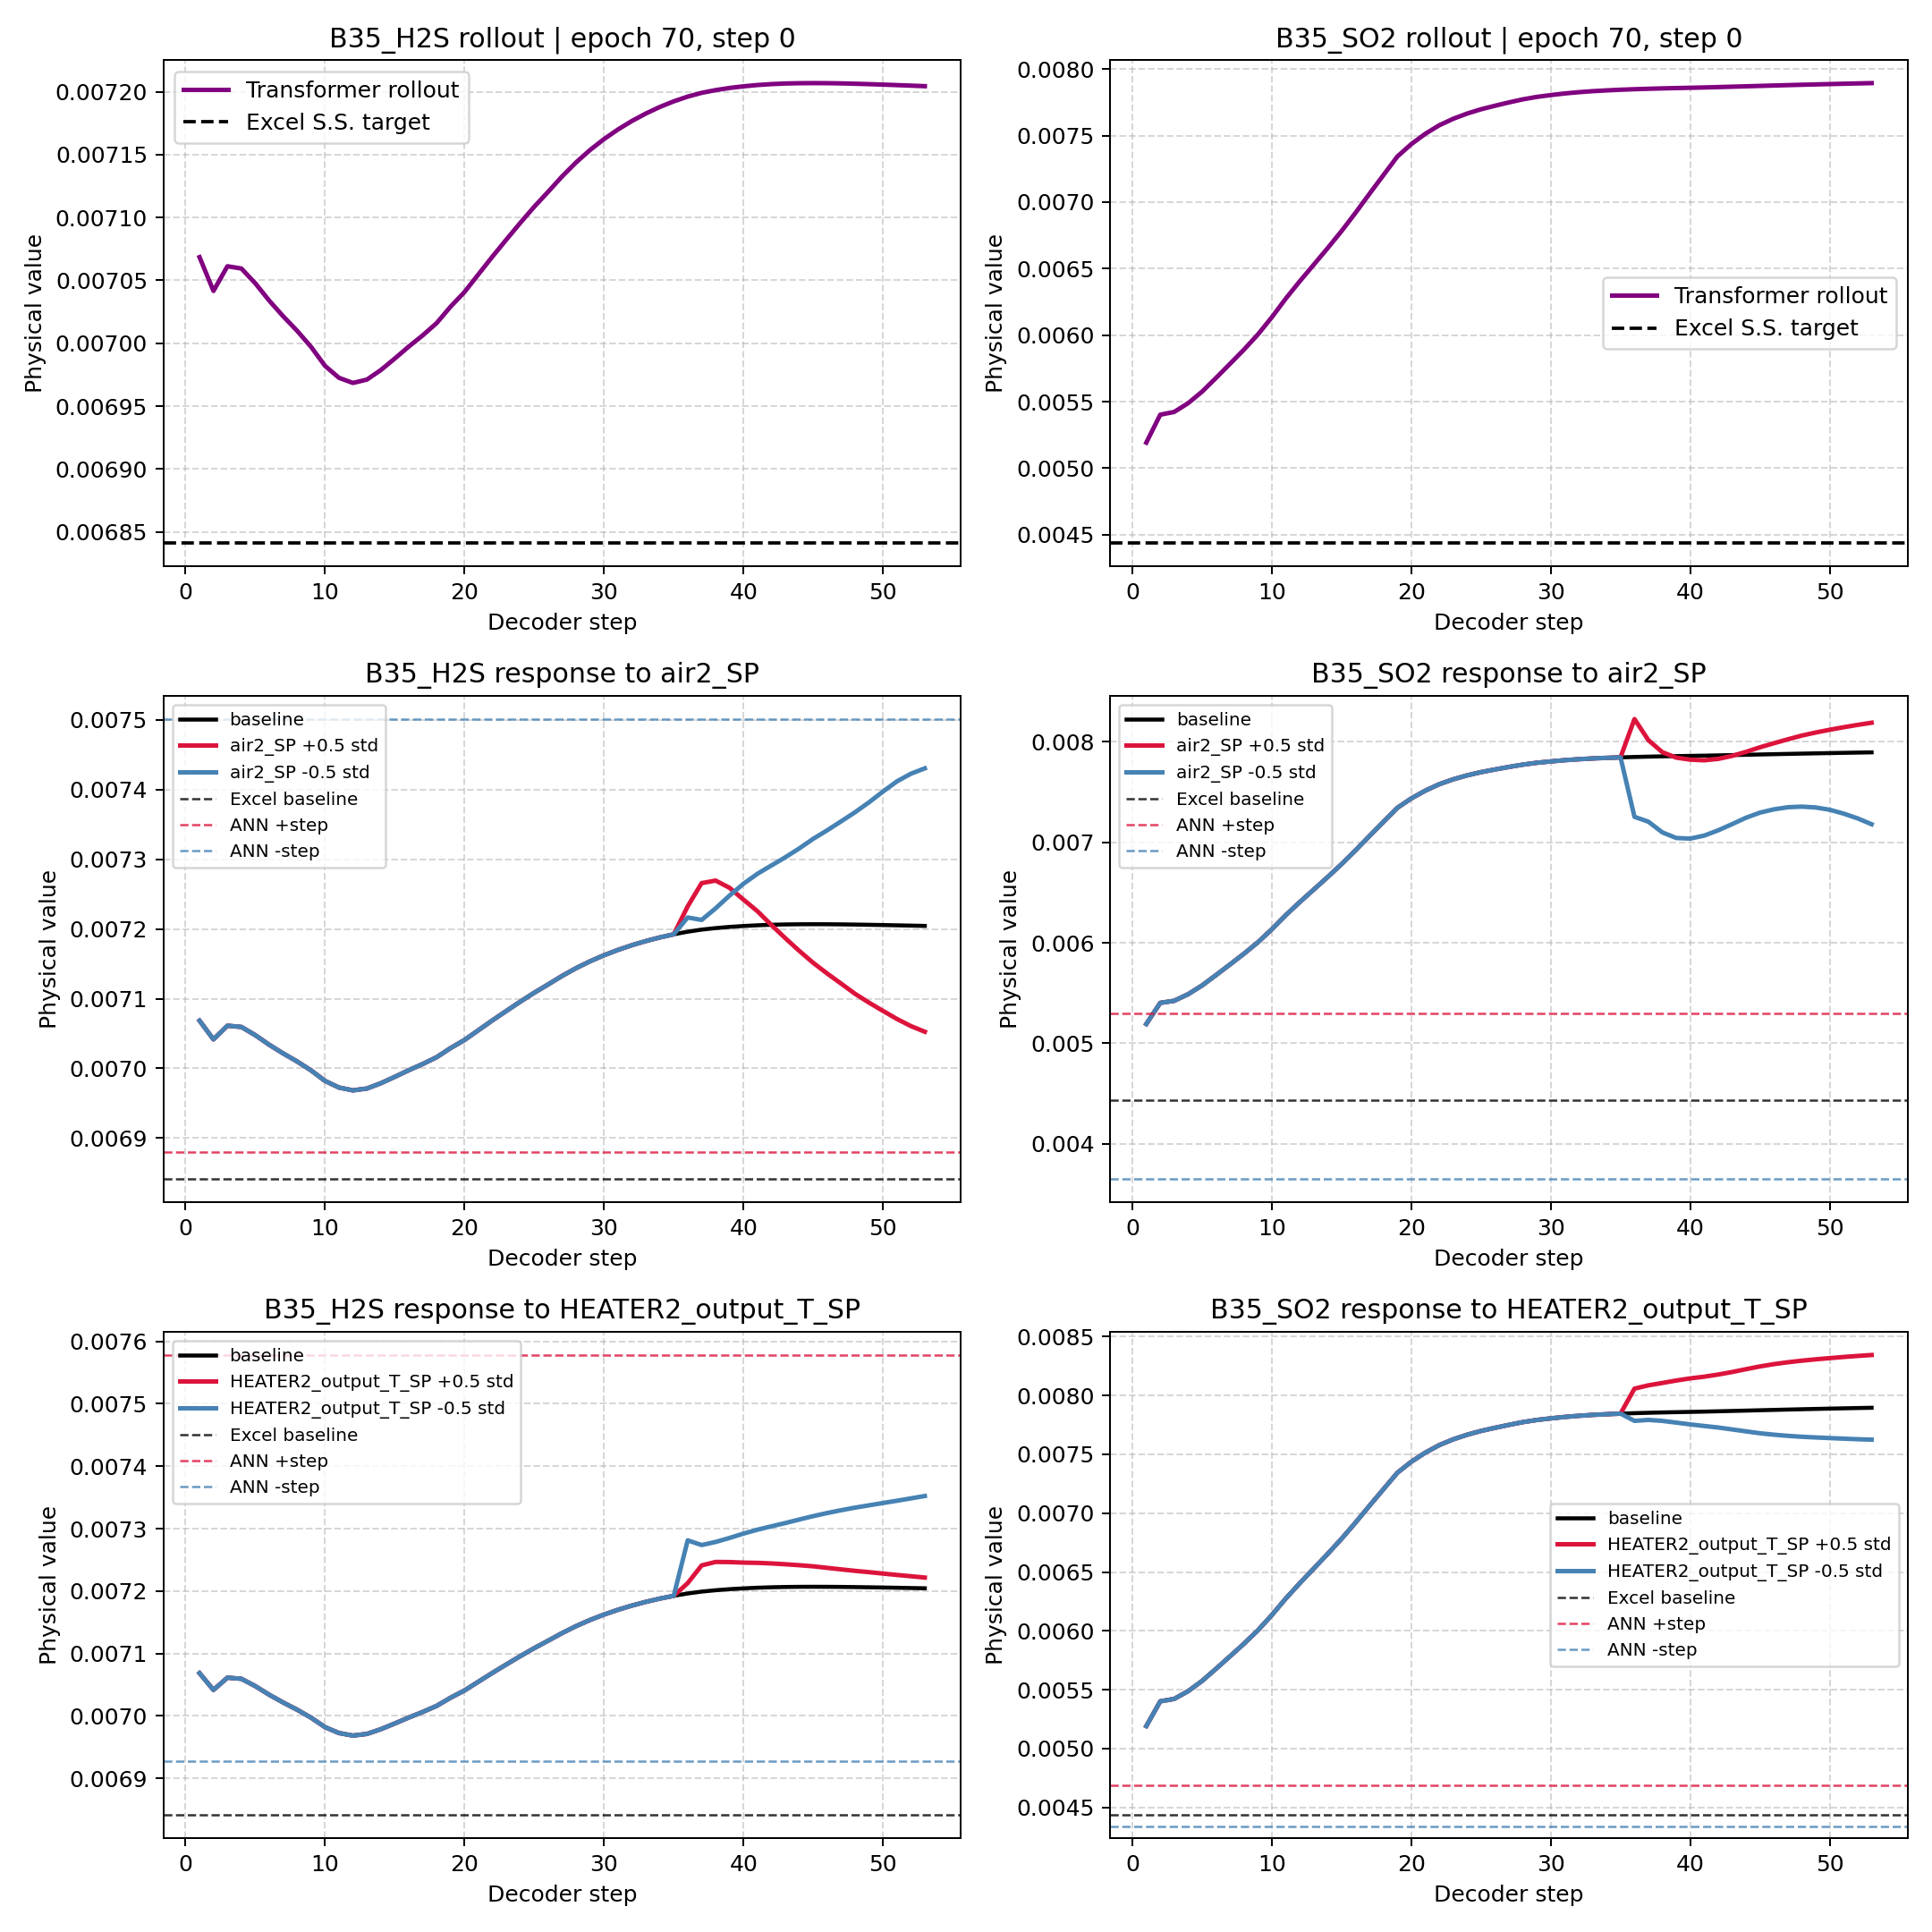 B35_H2S rollout | epoch 70, step 0
Physical value
0.00720
0.00715
0.00710
0.00705
0.00700
0.00695
0.00690
0.00685
Transformer rollout
Excel S.S. target
0 10 20 30 40 50
Decoder step
B35_SO2 rollout | epoch 70, step 0
Physical value
0.0080
0.0075
0.0070
0.0065
0.0060
0.0055
0.0050
0.0045
Transformer rollout
Excel S.S. target
0 10 20 30 40 50
Decoder step
B35_H2S response to air2_SP
Physical value
0.0075
0.0074
0.0073
0.0072
0.0071
0.0070
0.0069
baseline
air2_SP +0.5 std
air2_SP -0.5 std
Excel baseline
ANN +step
ANN -step
0 10 20 30 40 50
Decoder step
B35_SO2 response to air2_SP
Physical value
0.008
0.007
0.006
0.005
0.004
baseline
air2_SP +0.5 std
air2_SP -0.5 std
Excel baseline
ANN +step
ANN -step
0 10 20 30 40 50
Decoder step
B35_H2S response to HEATER2_output_T_SP
Physical value
0.0076
0.0075
0.0074
0.0073
0.0072
0.0071
0.0070
0.0069
baseline
HEATER2_output_T_SP +0.5 std
HEATER2_output_T_SP -0.5 std
Excel baseline
ANN +step
ANN -step
0 10 20 30 40 50
Decoder step
B35_SO2 response to HEATER2_output_T_SP
Physical value
0.0085
0.0080
0.0075
0.0070
0.0065
0.0060
0.0055
0.0050
0.0045
baseline
HEATER2_output_T_SP +0.5 std
HEATER2_output_T_SP -0.5 std
Excel baseline
ANN +step
ANN -step
0 10 20 30 40 50
Decoder step